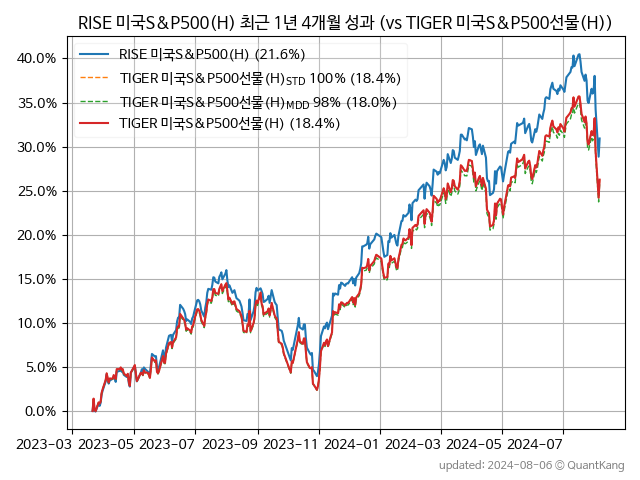 RISE 미국S&P500(H) 최근 1년 4개월 성과 (vs TIGER 미국S&P500선물(H))
RISE 미국S&P500(H) (21.6%)
TIGER 미국S&P500선물(H)STD 100% (18.4%)
TIGER 미국S&P500선물(H)MDD 98% (18.0%)
TIGER 미국S&P500선물(H) (18.4%)
40.0%
35.0%
30.0%
25.0%
20.0%
15.0%
10.0%
5.0%
0.0%
2023-03 2023-05 2023-07 2023-09 2023-11 2024-01 2024-03 2024-05 2024-07
updated: 2024-08-06 © QuantKang